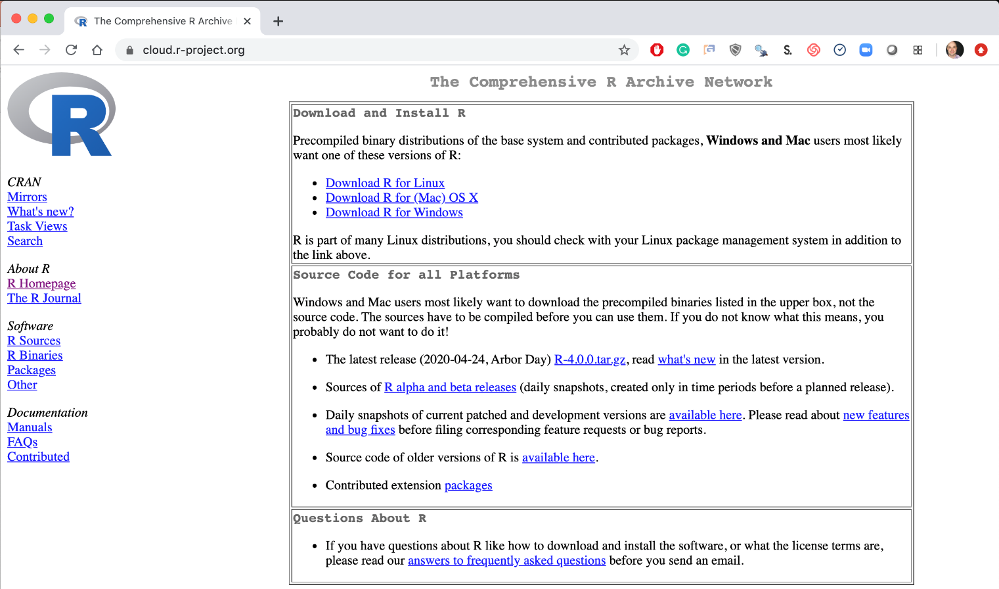 The Comprehensive R Archive
cloud.r-project.org
S.
R
The Comprehensive R Archive Network
CRAN
Mirrors
What's new?
Task Views
Search
About R
R Homepage
The R Journal
Software
R Sources
R Binaries
Packages
Other
Documentation
Manuals
FAQs
Contributed
Download and Install R
Precompiled binary distributions of the base system and contributed packages, Windows and Mac users most likely
want one of these versions of R:
• Download R for Linux
• Download R for (Mac) OS X
• Download R for Windows
R is part of many Linux distributions, you should check with your Linux package management system in addition to
the link above.
Source Code for all Platforms
Windows and Mac users most likely want to download the precompiled binaries listed in the upper box, not the
source code. The sources have to be compiled before you can use them. If you do not know what this means, you
probably do not want to do it!
• The latest release (2020-04-24, Arbor Day) R-4.0.0.tar.gz, read what's new in the latest version.
• Sources of R alpha and beta releases (daily snapshots, created only in time periods before a planned release).
• Daily snapshots of current patched and development versions are available here. Please read about new features
and bug fixes before filing corresponding feature requests or bug reports.
• Source code of older versions of R is available here.
• Contributed extension packages
Questions About R
• If you have questions about R like how to download and install the software, or what the license terms are,
please read our answers to frequently asked questions before you send an email.